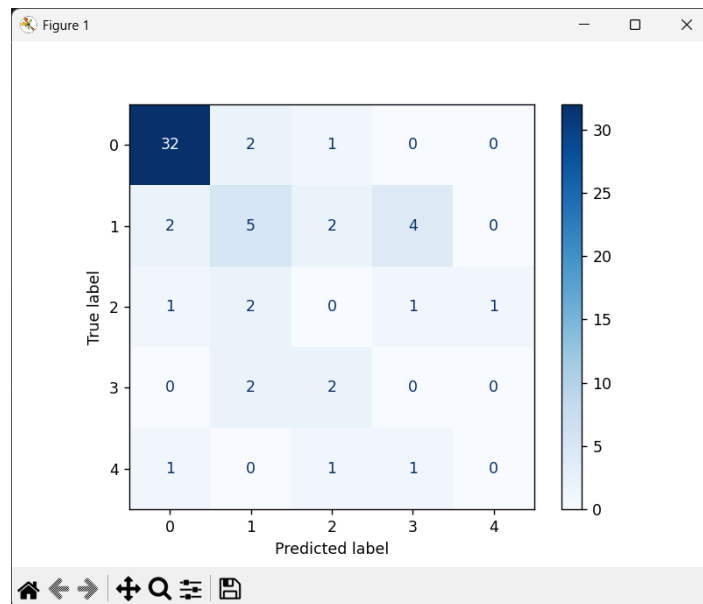 Figure 1
0 32 2 1 0 0
1 2 5 2 4 0
2 1 2 0 1 1
3 0 2 2 0 0
4 1 0 1 1 0
0 1 2 3 4
True label
Predicted label
30
25
20
15
10
5
0